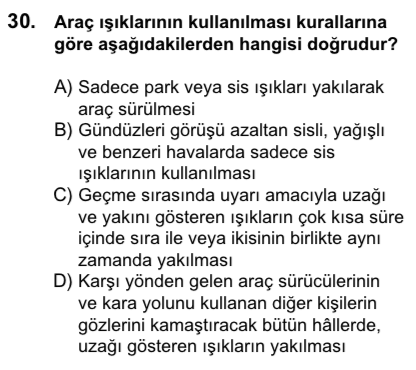 30. Araç ışıklarının kullanılması kurallarına
göre aşağıdakilerden hangisi doğrudur?
A) Sadece park veya sis ışıkları yakılarak
araç sürülmesi
B) Gündüzleri görüşü azaltan sisli, yağışlı
ve benzeri havalarda sadece sis
ışıklarının kullanılması
C) Geçme sırasında uyarı amacıyla uzağı
ve yakını gösteren ışıkların çok kısa süre
içinde sıra ile veya ikisinin birlikte aynı
zamanda yakılması
D) Karşı yönden gelen araç sürücülerinin
ve kara yolunu kullanan diğer kişilerin
gözlerini kamaştıracak bütün hâllerde,
uzağı gösteren ışıkların yakılması